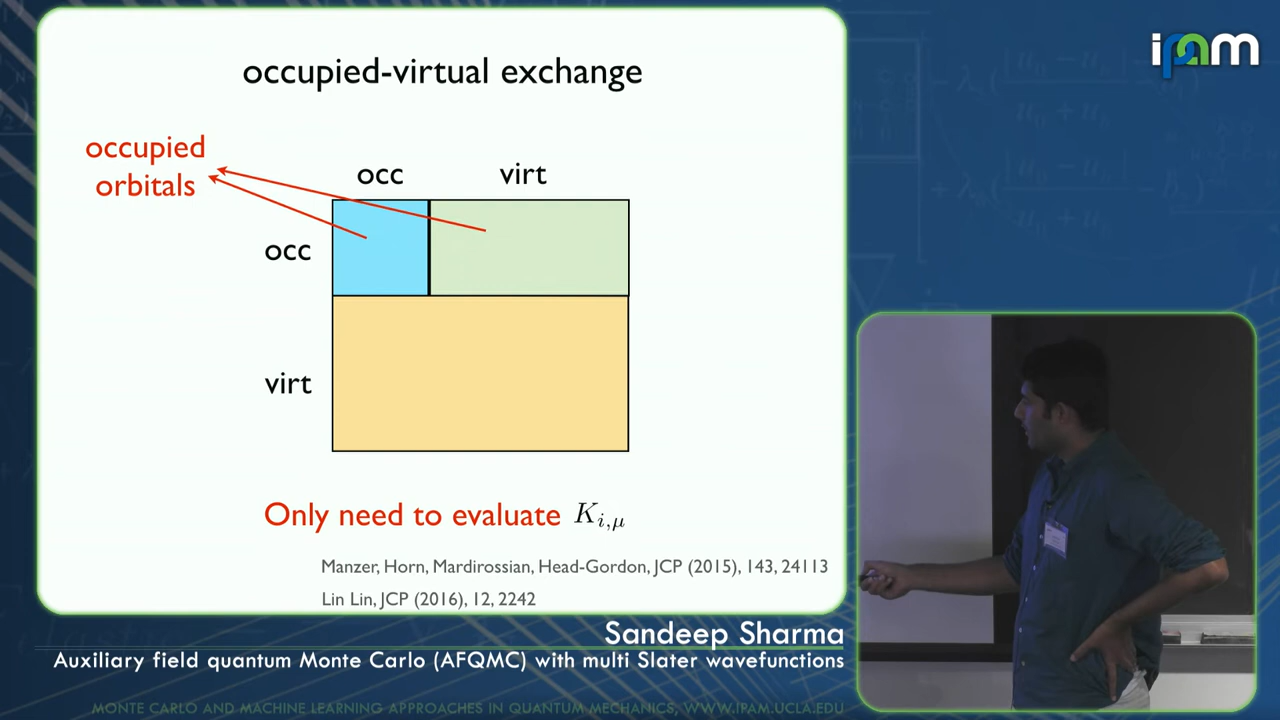 occupied-virtual exchange
ipam
occupied
orbitals
occ
virt
occ
virt
Only need to evaluate K_{i,μ}
Manzer, Horn, Mardirossian, Head-Gordon, JCP (2015), 143, 24113
Lin Lin, JCP (2016), 12, 2242
Sandeep Sharma
Auxiliary field quantum Monte Carlo (AFQMC) with multi Slater wavefunctions
MONTE CARLO AND MACHINE LEARNING APPROACHES IN QUANTUM MECHANICS, WWW.IPAM.UCLA.EDU